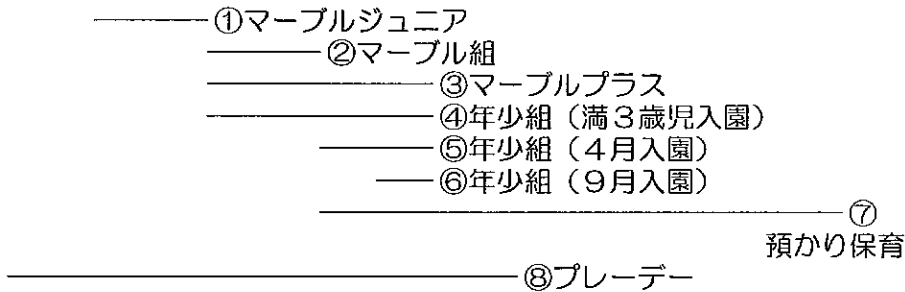 ①マーブルジュニア
②マーブル組
③マーブルプラス
④年少組（満３歳児入園）
⑤年少組（４月入園）
⑥年少組（９月入園）
⑦
預かり保育
⑧プレーデー